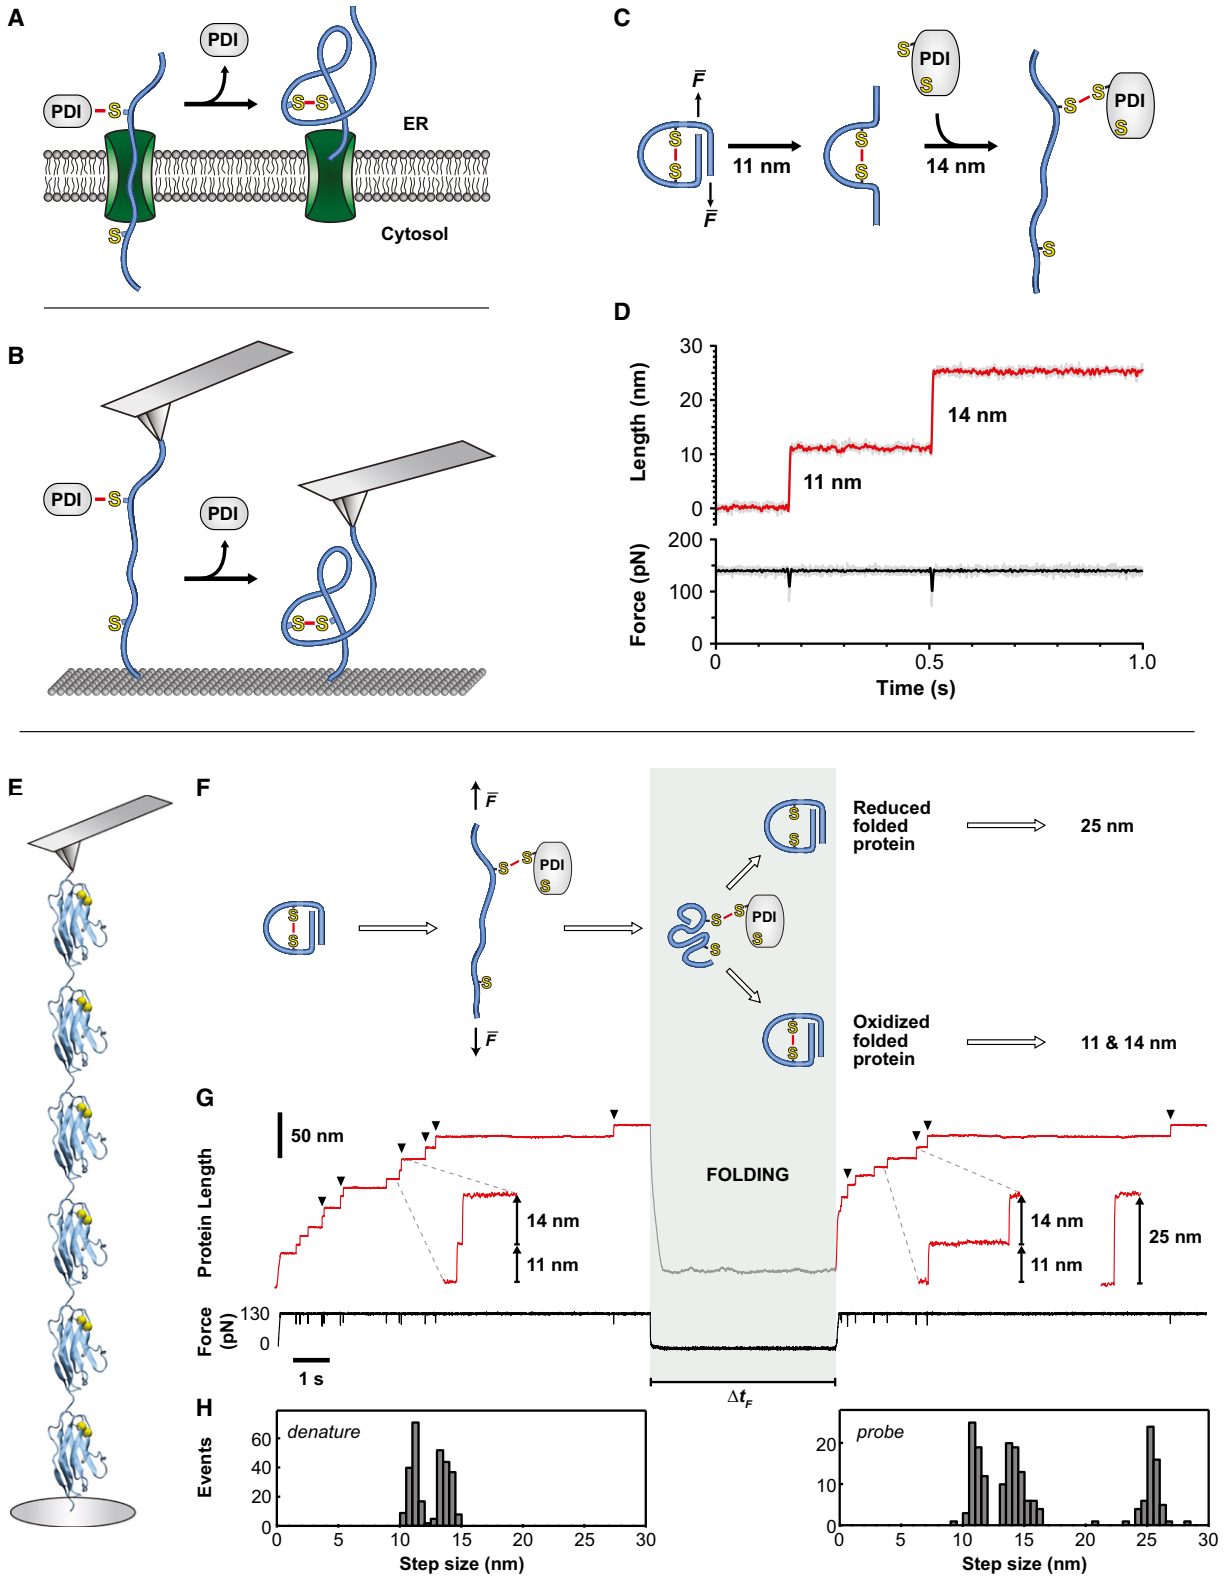 A
PDI
PDI
S
S
S
S
ER
Cytosol
B
PDI
S
S
PDI
S
S
C
F̅
S
S
F̅
11 nm
S
S
S
PDI
S
14 nm
S
S
PDI
S
S
D
Length (nm)
30
20
10
0
11 nm
14 nm
Force (pN)
200
100
0
0
0.5
1.0
Time (s)
E
F
S
S
F̅
S
S
PDI
S
S
F̅
S
S
S
S
PDI
S
S
S
S
Reduced
folded
protein
25 nm
Oxidized
folded
protein
11 & 14 nm
G
50 nm
Protein Length
14 nm
11 nm
FOLDING
14 nm
11 nm
25 nm
Force
(pN)
130
0
1 s
Δt_F
H
Events
denature
60
40
20
0
0
5
10
15
20
25
30
Step size (nm)
probe
20
10
0
0
5
10
15
20
25
30
Step size (nm)